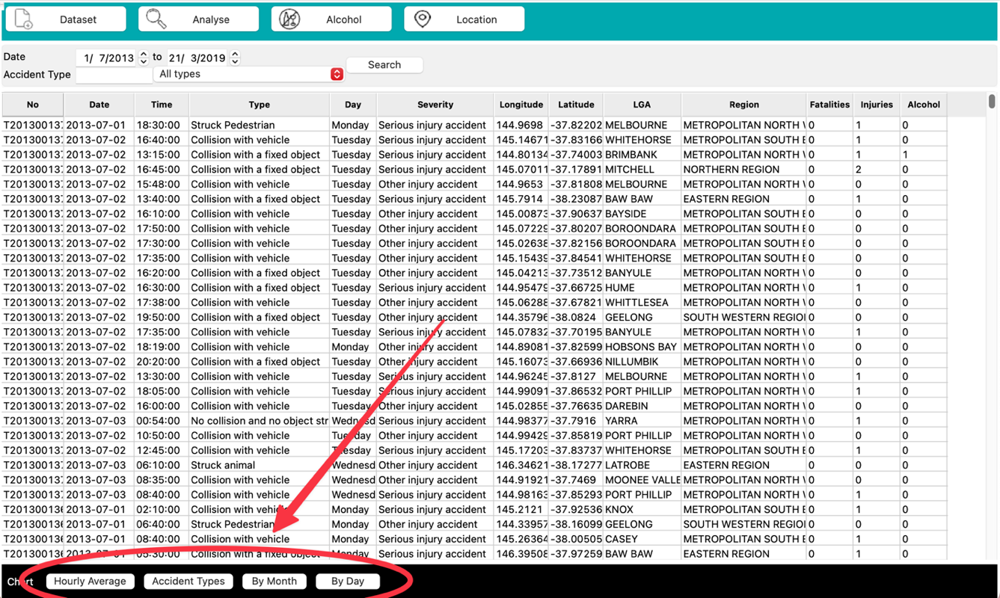 Dataset Analyse Alcohol Location
Date 1/ 7/2013 to 21/ 3/2019
Search
Accident Type All types
No Date Time Type Day Severity Longitude Latitude LGA Region Fatalities Injuries Alcohol
T201300137 2013-07-01 18:30:00 Struck Pedestrian Monday Serious injury accident 144.9698 -37.82202 MELBOURNE METROPOLITAN NORTH 0 1 0
T201300137 2013-07-02 16:40:00 Collision with vehicle Tuesday Serious injury accident 145.14671 -37.83166 WHITEHORSE METROPOLITAN SOUTH 0 1 0
T201300137 2013-07-02 13:15:00 Collision with a fixed object Tuesday Serious injury accident 144.80134 -37.74003 BRIMBANK METROPOLITAN NORTH 0 1 1
T201300137 2013-07-02 16:45:00 Collision with a fixed object Tuesday Serious injury accident 145.07011 -37.17891 MITCHELL NORTHERN REGION 0 2 0
T201300137 2013-07-02 15:48:00 Collision with vehicle Tuesday Other injury accident 144.9653 -37.81808 MELBOURNE METROPOLITAN NORTH 0 0 0
T201300137 2013-07-02 13:40:00 Collision with a fixed object Tuesday Serious injury accident 145.7914 -38.23087 BAW BAW EASTERN REGION 0 1 0
T201300137 2013-07-02 16:10:00 Collision with vehicle Tuesday Other injury accident 145.00873 -37.90637 BAYSIDE METROPOLITAN SOUTH 0 0 0
T201300137 2013-07-02 17:50:00 Collision with vehicle Tuesday Other injury accident 145.07229 -37.80207 BOROONDARA METROPOLITAN SOUTH 0 0 0
T201300137 2013-07-02 17:30:00 Collision with vehicle Tuesday Other injury accident 145.02638 -37.82156 BOROONDARA METROPOLITAN SOUTH 0 0 0
T201300137 2013-07-02 17:35:00 Collision with vehicle Tuesday Other injury accident 145.15439 -37.84541 WHITEHORSE METROPOLITAN SOUTH 0 0 0
T201300137 2013-07-02 16:20:00 Collision with a fixed object Tuesday Other injury accident 145.04213 -37.73512 BANYULE METROPOLITAN NORTH 0 0 0
T201300137 2013-07-02 16:30:00 Collision with a fixed object Tuesday Serious injury accident 144.95479 -37.66725 HUME METROPOLITAN NORTH 0 1 0
T201300137 2013-07-02 17:38:00 Collision with vehicle Tuesday Other injury accident 145.06288 -37.67821 WHITTLESEA METROPOLITAN NORTH 0 0 0
T201300137 2013-07-02 19:50:00 Collision with a fixed object Tuesday Other injury accident 144.35796 -38.0824 GEELONG SOUTH WESTERN REGIO 0 0 0
T201300137 2013-07-02 17:35:00 Collision with vehicle Tuesday Serious injury accident 145.07832 -37.70195 BANYULE METROPOLITAN NORTH 0 1 0
T201300137 2013-07-02 18:19:00 Collision with vehicle Monday Other injury accident 144.89081 -37.82599 HOBSONS BAY METROPOLITAN NORTH 0 0 0
T201300137 2013-07-02 20:20:00 Collision with a fixed object Tuesday Other injury accident 145.16073 -37.66936 NILLUMBIK METROPOLITAN NORTH 0 0 0
T201300137 2013-07-02 13:30:00 Collision with vehicle Tuesday Serious injury accident 144.96245 -37.8127 MELBOURNE METROPOLITAN NORTH 0 1 0
T201300137 2013-07-02 18:05:00 Collision with vehicle Tuesday Serious injury accident 144.99091 -37.86532 PORT PHILLIP METROPOLITAN NORTH 0 1 0
T201300137 2013-07-02 16:00:00 Collision with vehicle Tuesday Other injury accident 145.02855 -37.76635 DAREBIN METROPOLITAN NORTH 0 0 0
T201300137 2013-07-03 00:54:00 No collision and no object str Wednesd Serious injury accident 144.98377 -37.7916 YARRA METROPOLITAN NORTH 0 1 0
T201300137 2013-07-02 10:50:00 Collision with vehicle Tuesday Other injury accident 144.99429 -37.85819 PORT PHILLIP METROPOLITAN NORTH 0 0 0
T201300137 2013-07-02 12:45:00 Collision with vehicle Tuesday Serious injury accident 145.17203 -37.83737 WHITEHORSE METROPOLITAN SOUTH 0 1 0
T201300137 2013-07-03 06:10:00 Struck animal Wednesd Other injury accident 146.34621 -38.17277 LATROBE EASTERN REGION 0 0 0
T201300137 2013-07-03 08:35:00 Collision with vehicle Wednesd Other injury accident 144.91921 -37.7469 MOONEE VALLE METROPOLITAN NORTH 0 0 0
T201300137 2013-07-03 08:40:00 Collision with vehicle Wednesd Serious injury accident 144.98163 -37.85293 PORT PHILLIP METROPOLITAN NORTH 0 1 0
T201300136 2013-07-01 02:10:00 Collision with vehicle Monday Serious injury accident 145.2121 -37.92536 KNOX METROPOLITAN SOUTH 0 1 0
T201300136 2013-07-01 06:40:00 Struck Pedestrian Monday Other injury accident 144.33957 -38.16099 GEELONG SOUTH WESTERN REGIO 0 0 0
T201300136 2013-07-01 08:40:00 Collision with vehicle Monday Serious injury accident 145.26364 -38.00505 CASEY METROPOLITAN SOUTH 0 1 0
T201300136 2013-07-01 05:30:00 Collision with a fixed object Monday Serious injury accident 146.39508 -37.97259 BAW BAW EASTERN REGION 0 1 0
Chart Hourly Average Accident Types By Month By Day